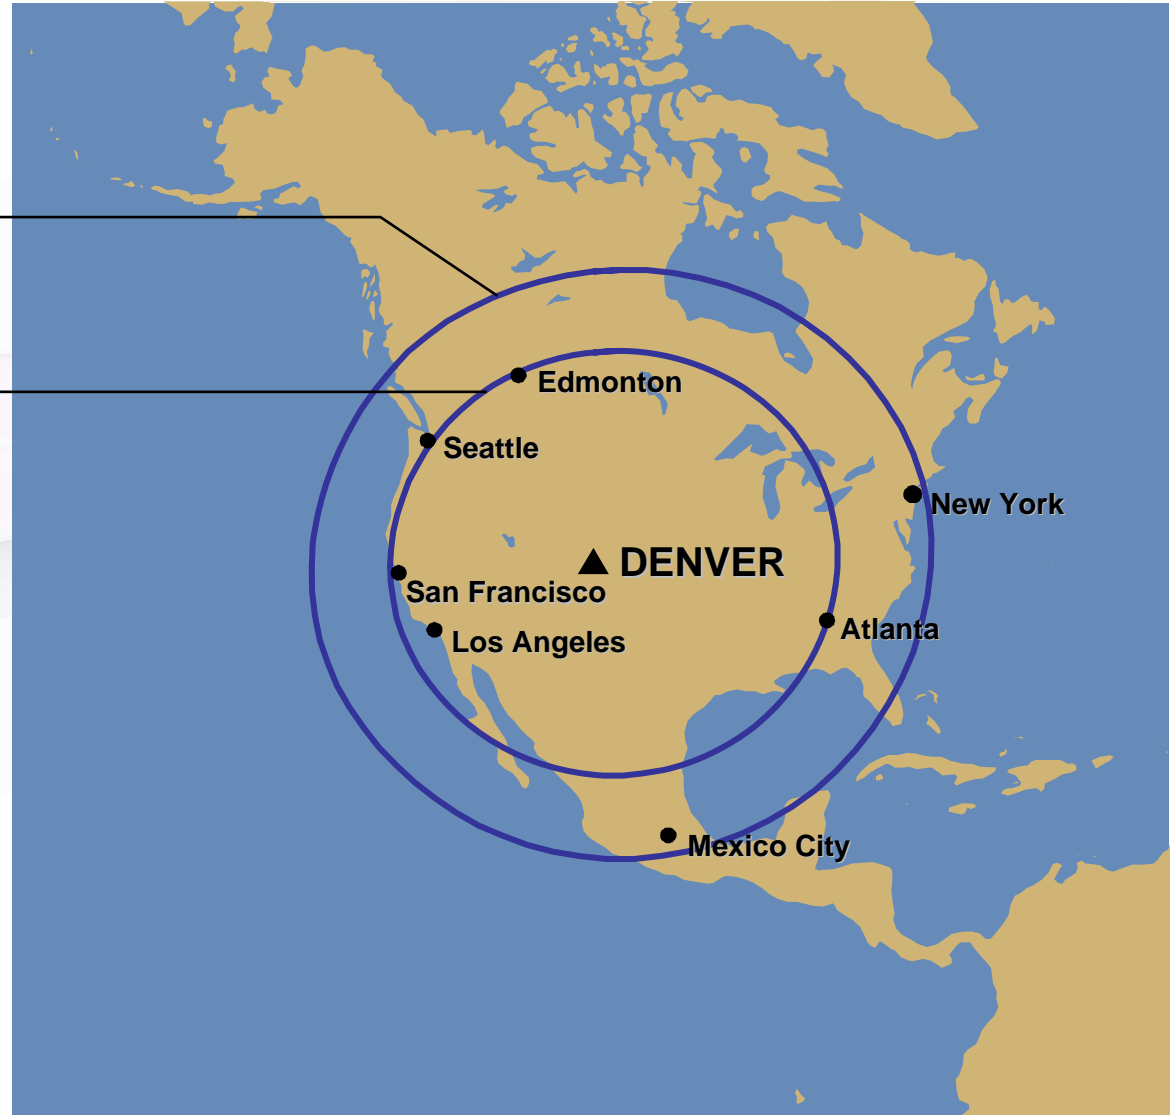 Edmonton
Seattle
New York
DENVER
San Francisco
Atlanta
Los Angeles
Mexico City